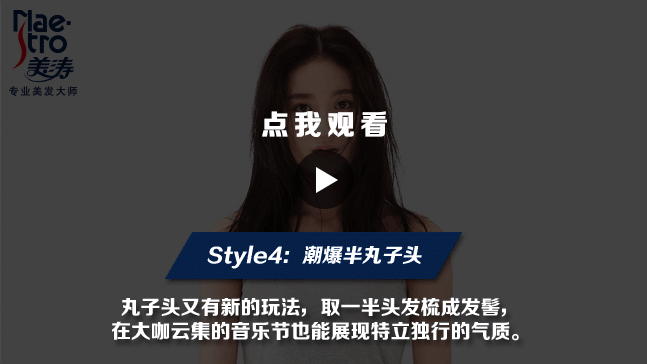 Maestro
美涛
专业美发大师
点我观看
Style4: 潮爆半丸子头
丸子头又有新的玩法，取一半头发梳成发髻，
在大咖云集的音乐节也能展现特立独行的气质。